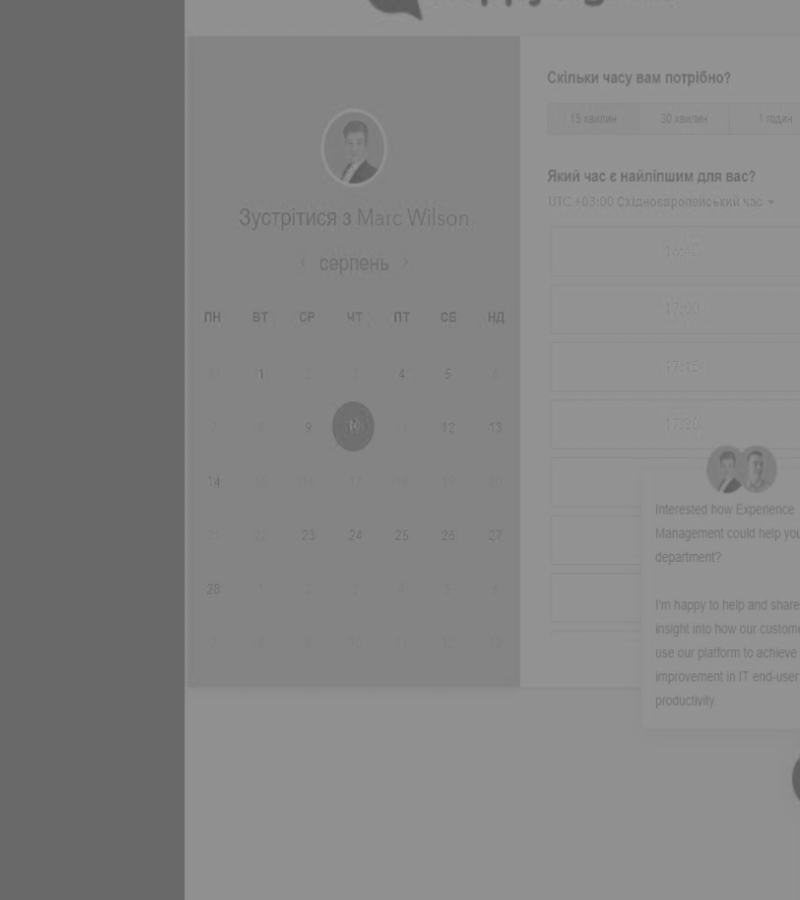 Зустрітися з Marc Wilson
‹ серпень ›
ПН ВТ СР ЧТ ПТ СБ НД
1 2 3 4 5 6
7 8 9 10 11 12 13
14 15 16 17 18 19 20
21 22 23 24 25 26 27
28 1 2 3 4 5 6
7 8 9 10 11 12 13
Скільки часу вам потрібно?
15 хвилин 30 хвилин 1 годин
Який час є найліпшим для вас?
UTC +03:00 Східноєвропейський час
16:45
17:00
17:15
17:30
Interested how Experience
Management could help you
department?
I'm happy to help and share
insight into how our custome
use our platform to achieve
improvement in IT end-user
productivity.